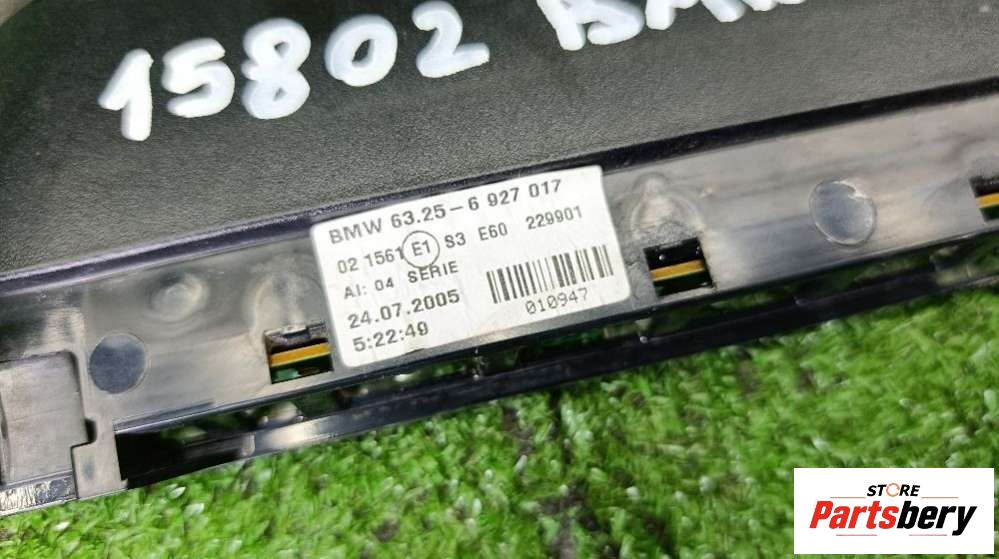 15802
BMW 63.25-6 927 017
02 1561 E1 S3 E60 229901
AI: 04 SERIE
24.07.2005
5:22:49
010947
STORE
Partsbery